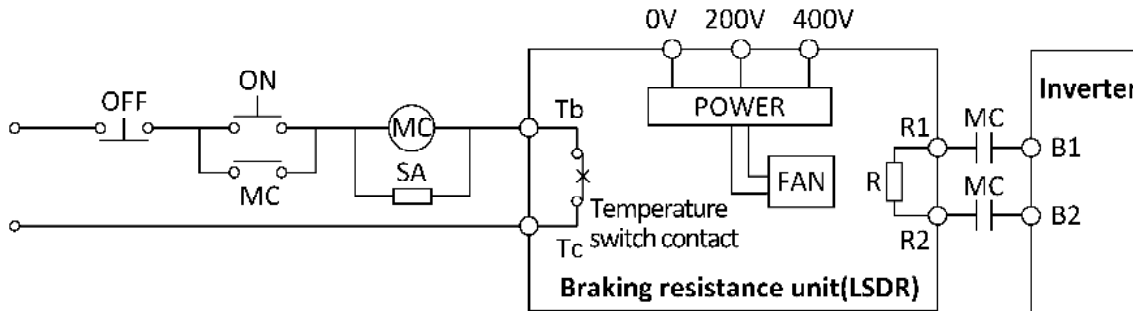 0V 200V 400V
ON
OFF
Inverter
POWER
MC
Tb
R1
MC
B1
SA
FAN
R
MC
MC
B2
Temperature
switch contact
R2
Tc
Braking resistance unit(LSDR)